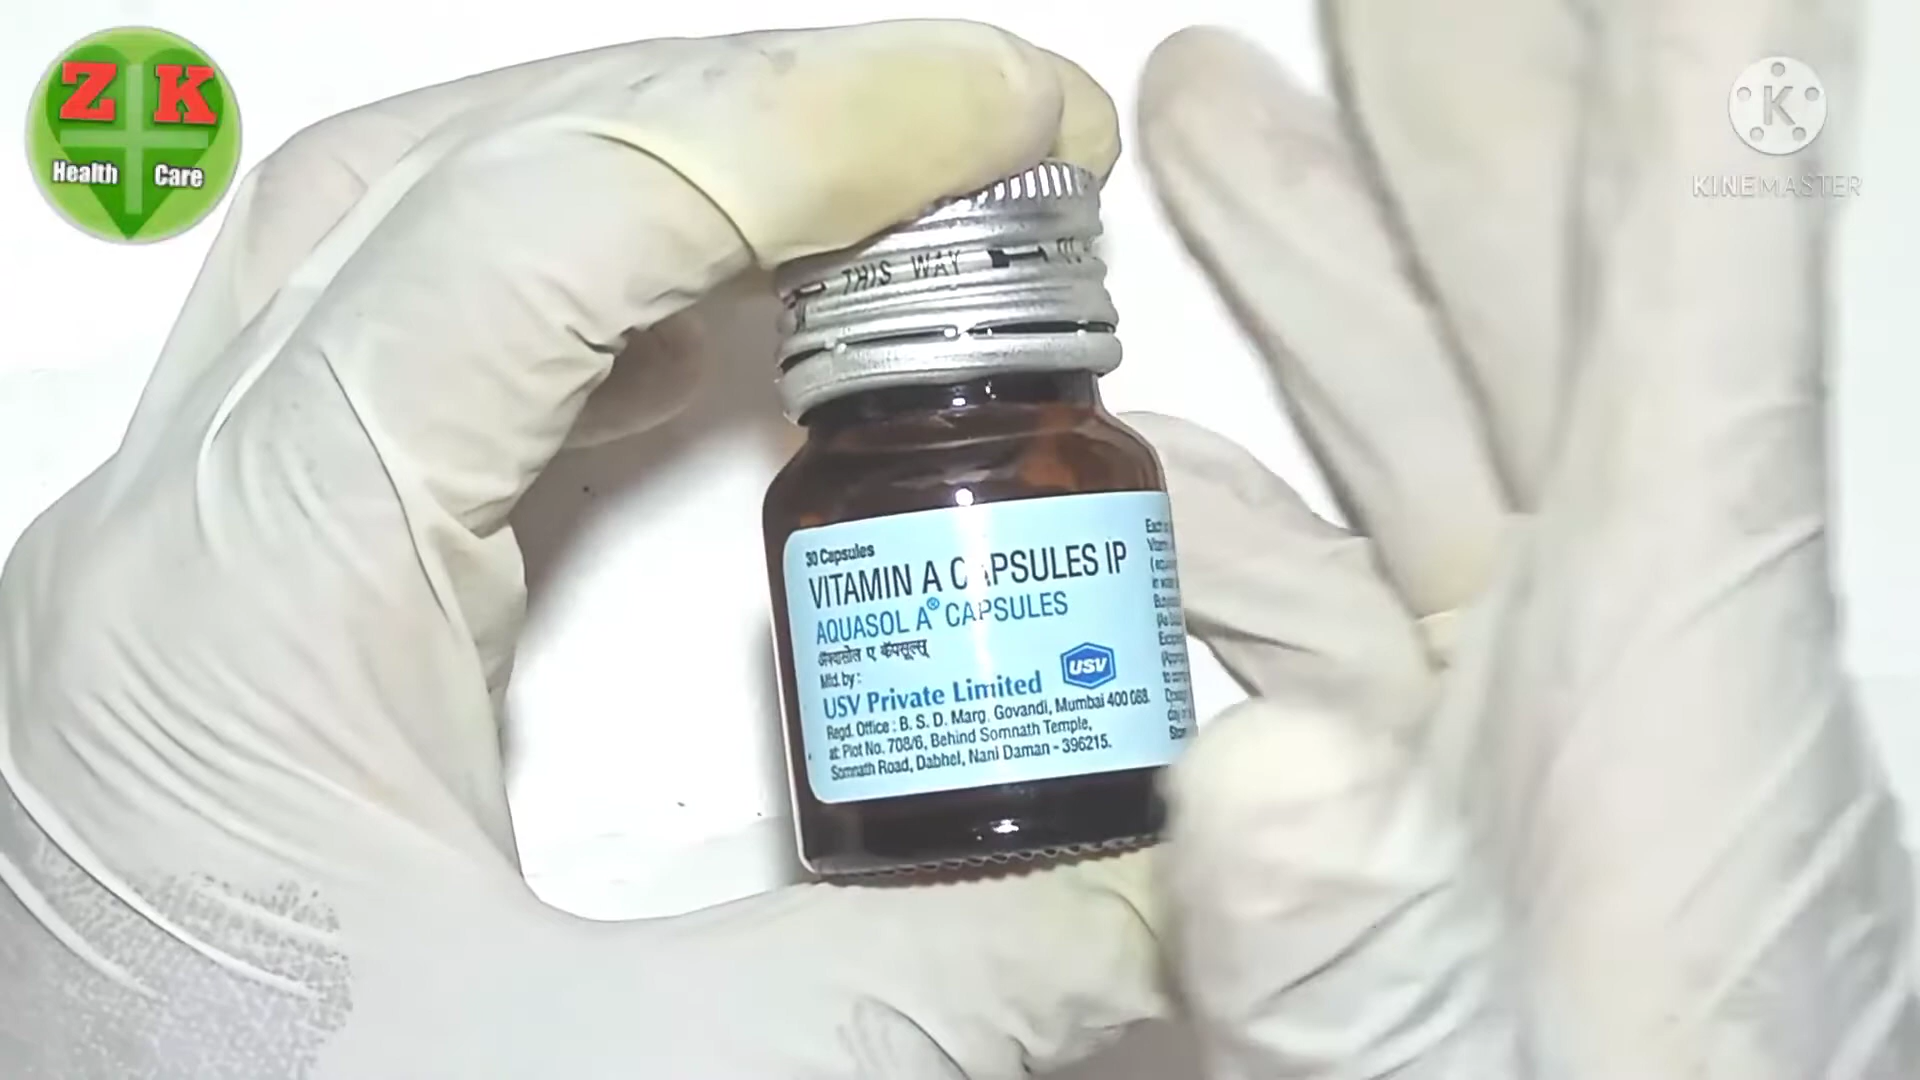 Z K
Health Care
K
KINEMASTER
THIS WAY
30 Capsules
VITAMIN A CAPSULES IP
AQUASOL A® CAPSULES
अ‍ॅक्वासोल ए कॅपसूल्स्
Mfd. by :
USV Private Limited
USV
Regd. Office : B. S. D. Marg, Govandi, Mumbai 400 088.
at: Plot No. 708/6, Behind Somnath Temple,
Somnath Road, Dabhel, Nani Daman - 396215.